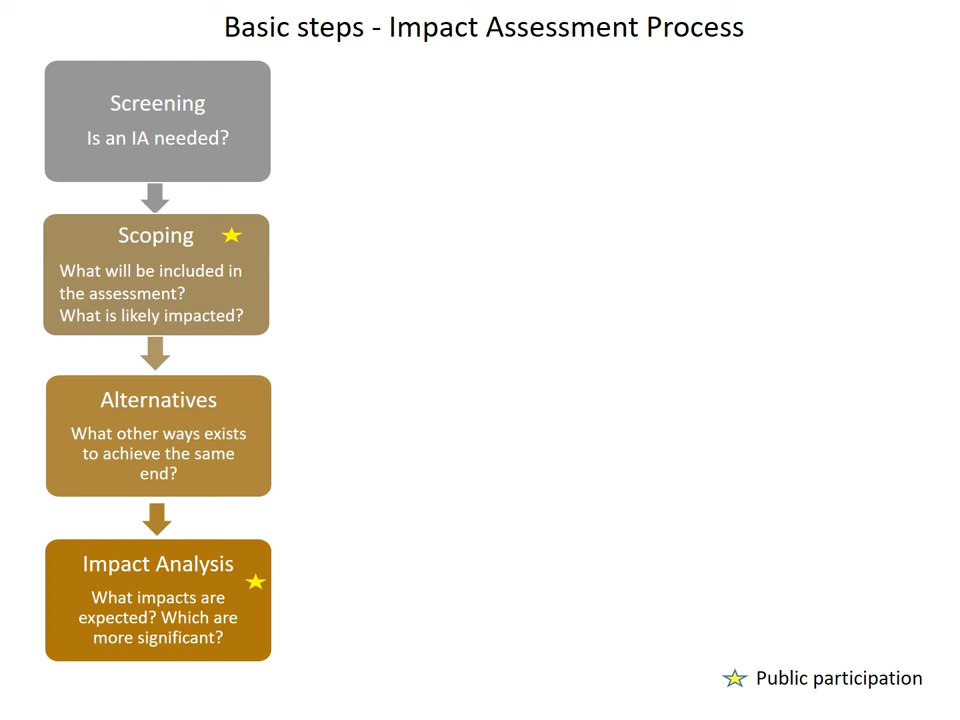 Basic steps - Impact Assessment Process
Screening
Is an IA needed?
Scoping
What will be included in
the assessment?
What is likely impacted?
Alternatives
What other ways exists
to achieve the same
end?
Impact Analysis
What impacts are
expected? Which are
more significant?
Public participation